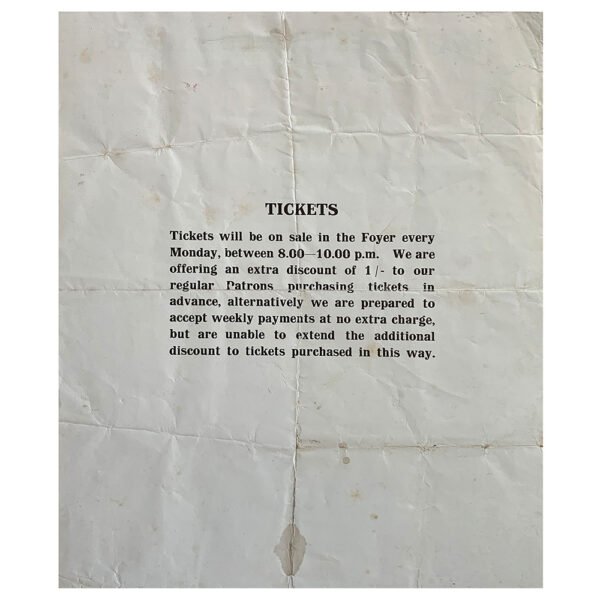 TICKETS
Tickets will be on sale in the Foyer every
Monday, between 8.00—10.00 p.m. We are
offering an extra discount of 1/- to our
regular Patrons purchasing tickets in
advance, alternatively we are prepared to
accept weekly payments at no extra charge,
but are unable to extend the additional
discount to tickets purchased in this way.